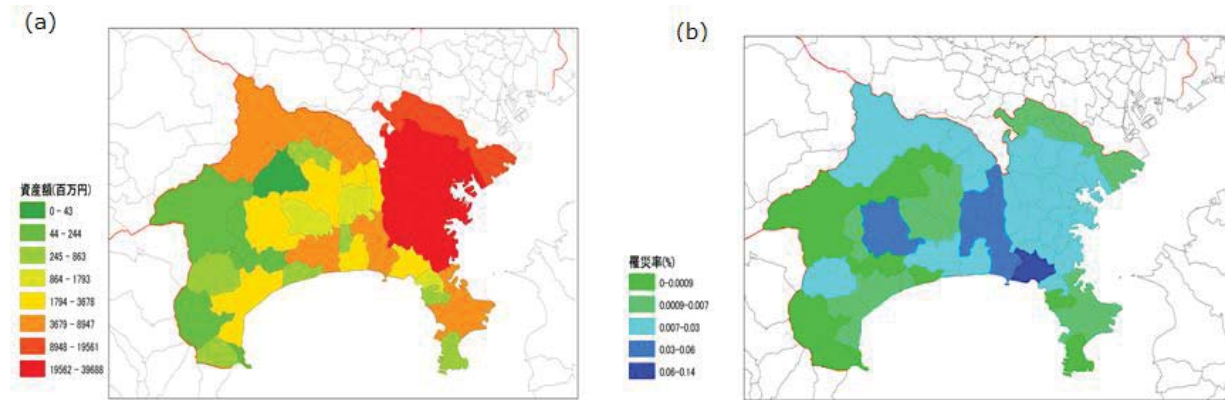 (a)
資産額(百万円)
0 - 43
44 - 244
245 - 863
864 - 1793
1794 - 3678
3679 - 8947
8948 - 19561
19562 - 39688
(b)
罹災率(%)
0-0.0009
0.0009-0.007
0.007-0.03
0.03-0.06
0.06-0.14